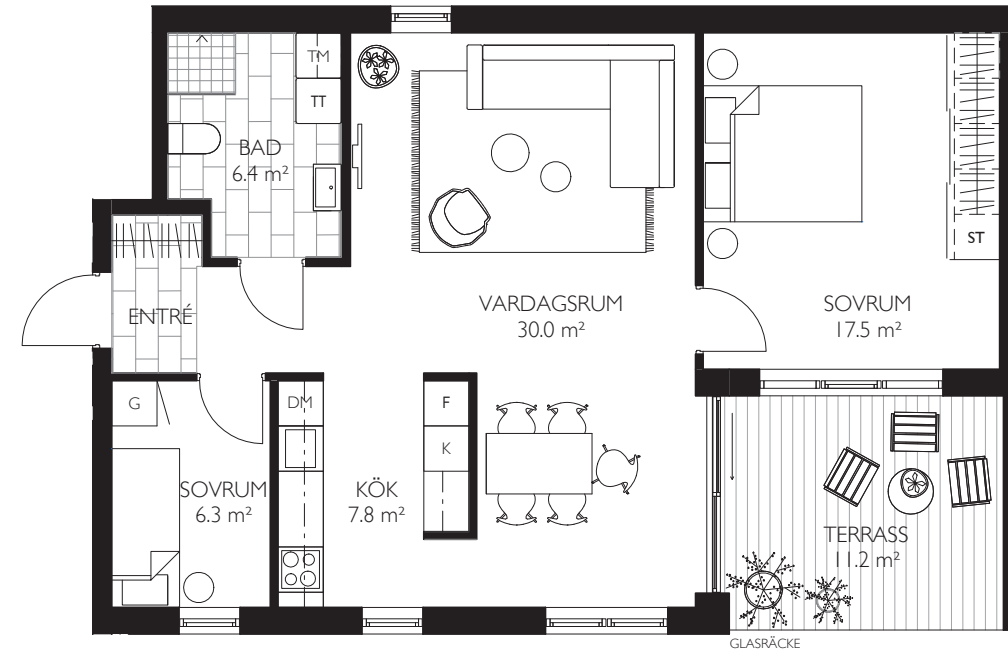 TM
TT
BAD
6.4 m²
ST
ENTRÉ
VARDAGSRUM
30.0 m²
SOVRUM
17.5 m²
G
DM
F
K
SOVRUM
6.3 m²
KÖK
7.8 m²
TERRASS
11.2 m²
GLASRÄCKE